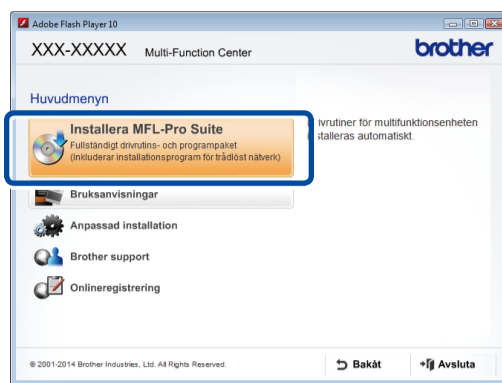 Adobe Flash Player 10
XXX-XXXXX Multi-Function Center
brother
Huvudmenyn
Installera MFL-Pro Suite
Fullständigt drivrutins- och programpaket
(Inkluderar installationsprogram för trådlöst nätverk)
ivrutiner för multifunktionsenheten
stalleras automatiskt.
Bruksanvisningar
Anpassad installation
Brother support
Onlineregistrering
© 2001-2014 Brother Industries, Ltd. All Rights Reserved.
Bakåt
Avsluta